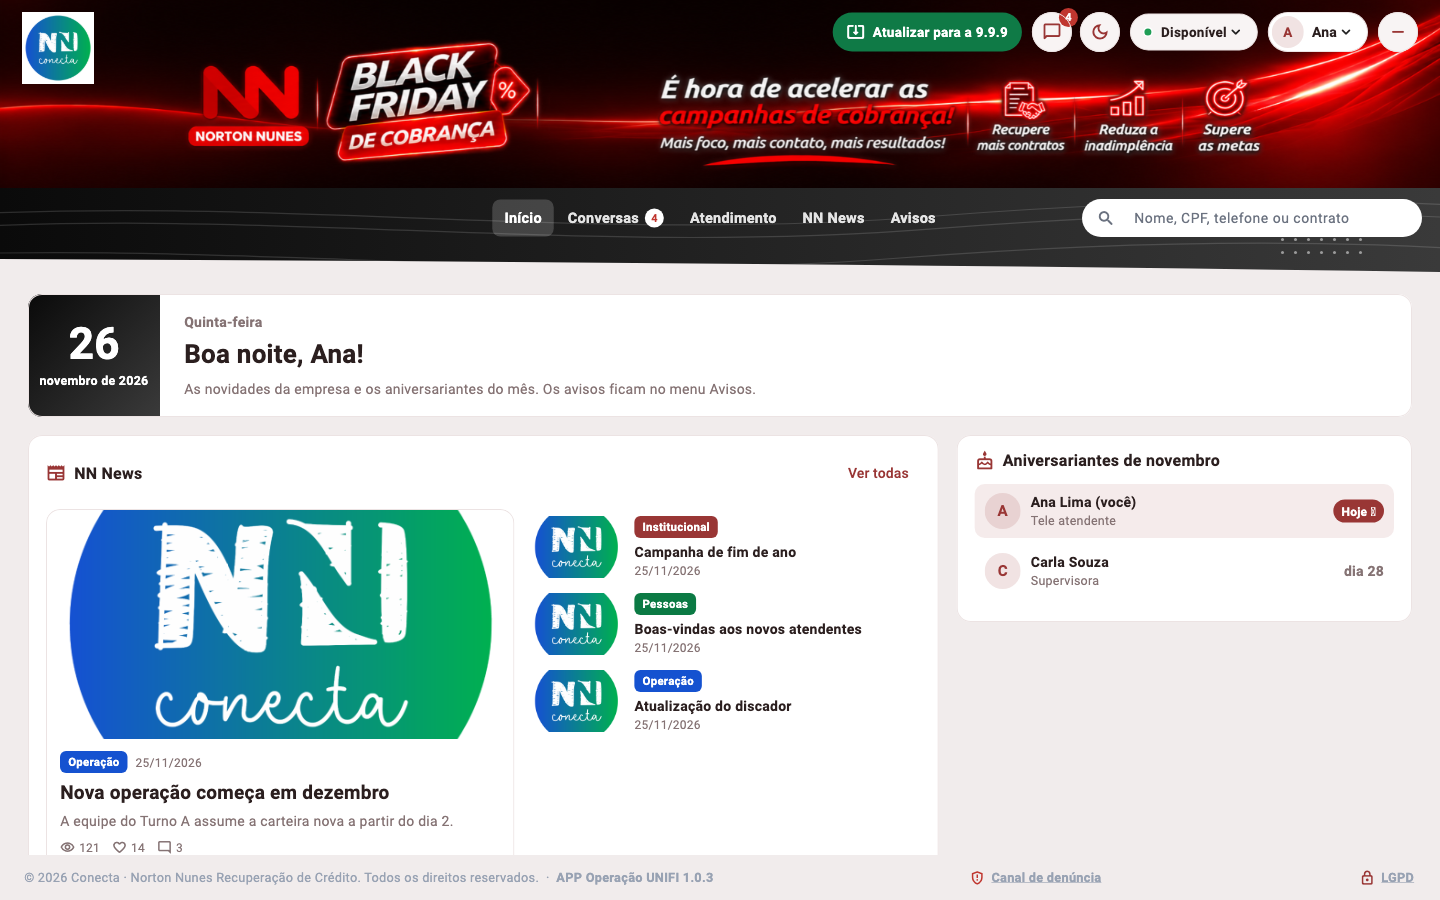 NN
conecta
NN
NORTON NUNES
BLACK
FRIDAY
%
DE COBRANÇA
É hora de acelerar as
campanhas de cobrança!
Mais foco, mais contato, mais resultados!
Recupere
mais contratos
Reduza a
inadimplência
Supere
as metas
Atualizar para a 9.9.9
4
Disponível
A Ana
Início
Conversas 4
Atendimento
NN News
Avisos
Nome, CPF, telefone ou contrato
26
novembro de 2026
Quinta-feira
Boa noite, Ana!
As novidades da empresa e os aniversariantes do mês. Os avisos ficam no menu Avisos.
NN News
Ver todas
NN
conecta
Operação 25/11/2026
Nova operação começa em dezembro
A equipe do Turno A assume a carteira nova a partir do dia 2.
121 14 3
NN
conecta
Institucional
Campanha de fim de ano
25/11/2026
NN
conecta
Pessoas
Boas-vindas aos novos atendentes
25/11/2026
NN
conecta
Operação
Atualização do discador
25/11/2026
Aniversariantes de novembro
A
Ana Lima (você)
Tele atendente
Hoje
C
Carla Souza
Supervisora
dia 28
© 2026 Conecta · Norton Nunes Recuperação de Crédito. Todos os direitos reservados. · APP Operação UNIFI 1.0.3
Canal de denúncia
LGPD